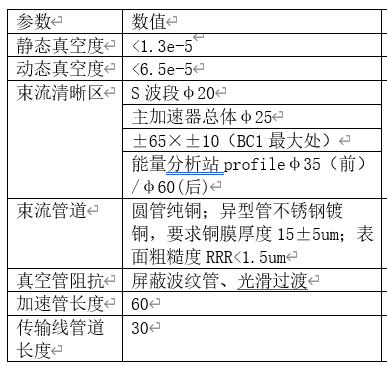 参数 数值
静态真空度 <1.3e-5
动态真空度 <6.5e-5
束流清晰区 S 波段φ20
主加速器总体φ25
±65×±10（BC1 最大处）
能量分析站 profileφ35（前）
/φ60(后)
束流管道 圆管纯铜；异型管不锈钢镀
铜，要求铜膜厚度 15±5um；表
面粗糙度 RRR<1.5um
真空管阻抗 屏蔽波纹管、光滑过渡
加速管长度 60
传输线管道 30
长度